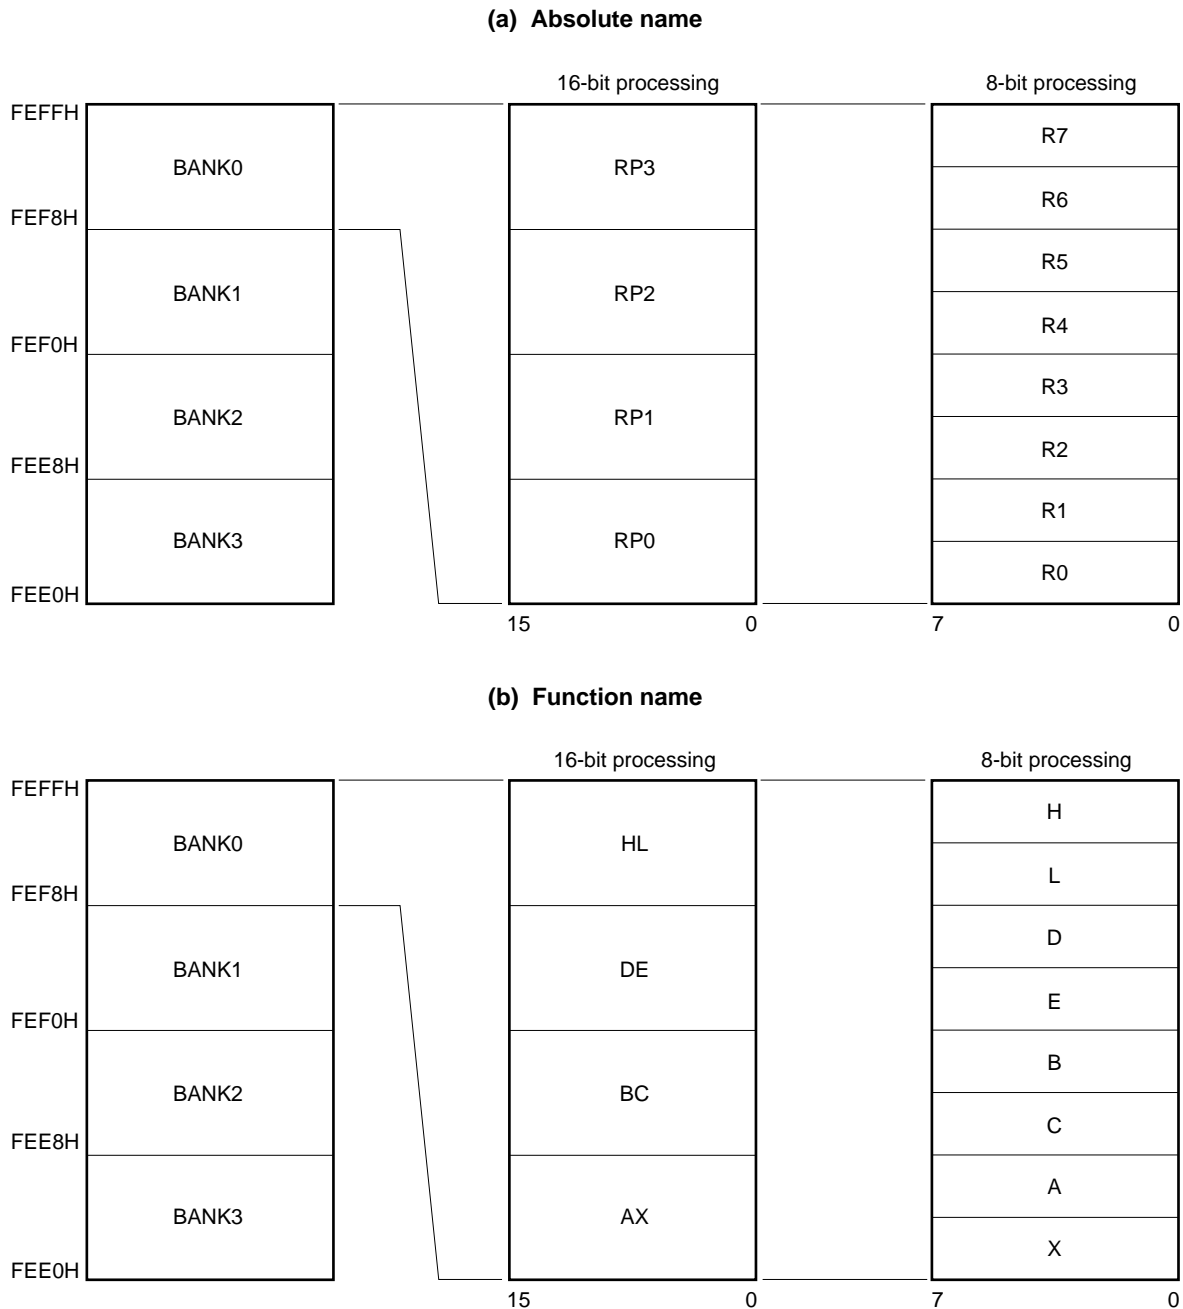 (a) Absolute name
16-bit processing 8-bit processing
FEFFH
R7
BANK0 RP3
R6
FEF8H
R5
BANK1 RP2
R4
FEF0H
R3
BANK2 RP1
R2
FEE8H
R1
BANK3 RP0
R0
FEE0H
15 0 7 0
(b) Function name
16-bit processing 8-bit processing
FEFFH
H
BANK0 HL
L
FEF8H
D
BANK1 DE
E
FEF0H
B
BANK2 BC
C
FEE8H
A
BANK3 AX
X
FEE0H
15 0 7 0